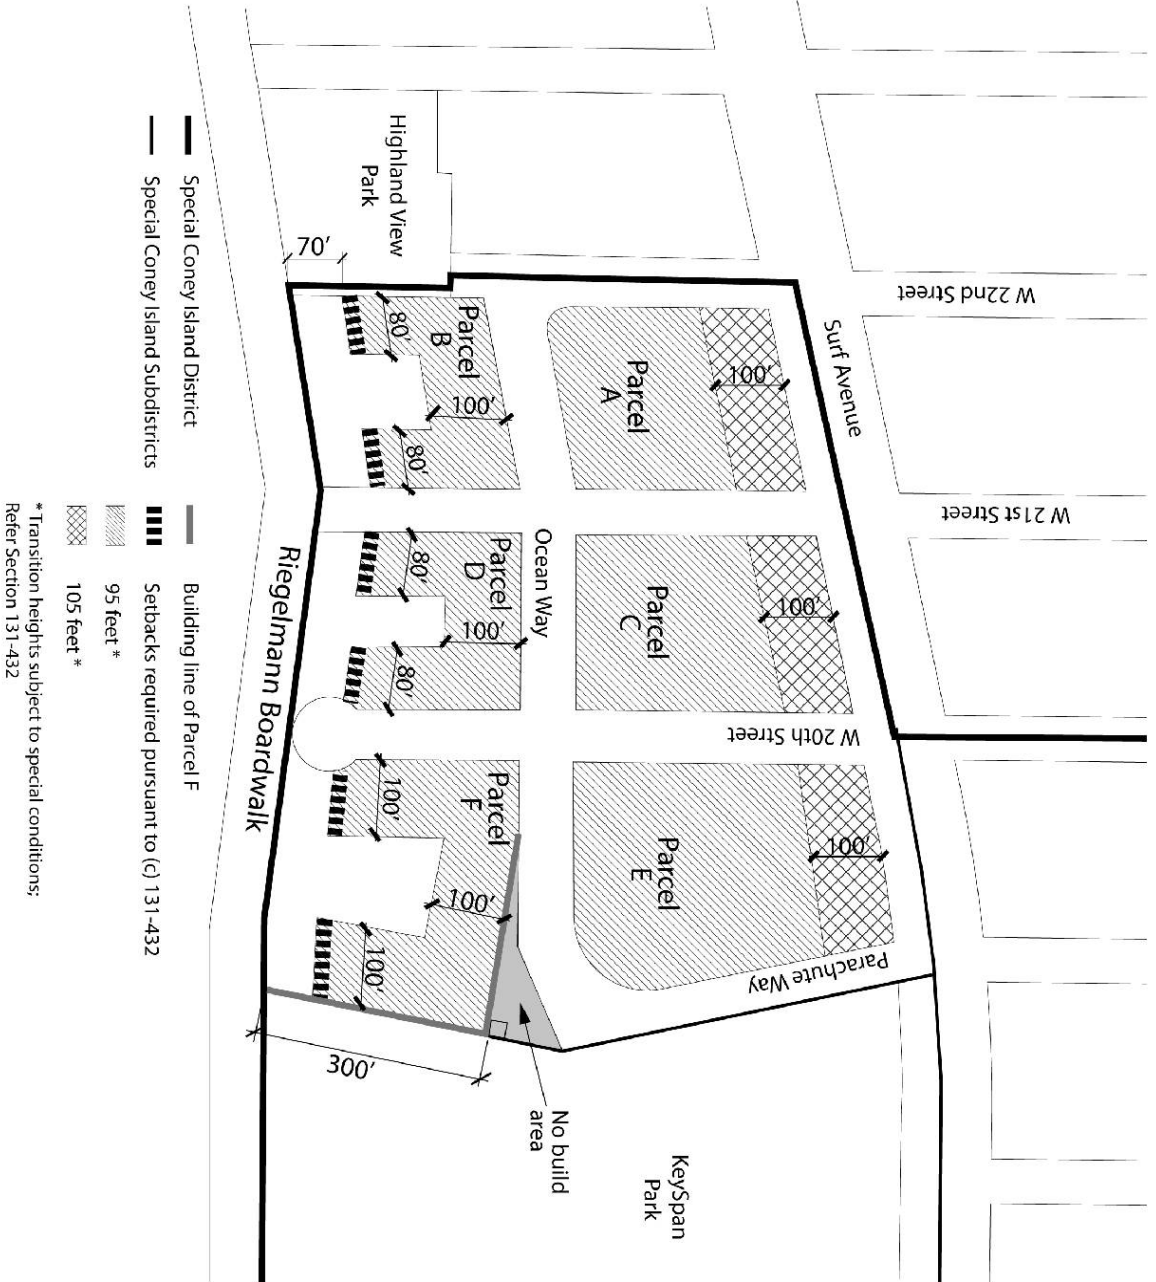 W 22nd Street
W 21st Street
W 20th Street
Surf Avenue
Parachute Way
Highland View
Park
70'
100'
100'
100'
Parcel
A
Parcel
C
Parcel
E
Ocean Way
Parcel
B
80'
100'
80'
Parcel
D
80'
100'
80'
Parcel
F
100'
100'
100'
300'
No build
area
KeySpan
Park
Riegelmann Boardwalk
Special Coney Island District
Special Coney Island Subdistricts
Building line of Parcel F
Setbacks required pursuant to (c) 131-432
95 feet *
105 feet *
* Transition heights subject to special conditions;
Refer Section 131-432